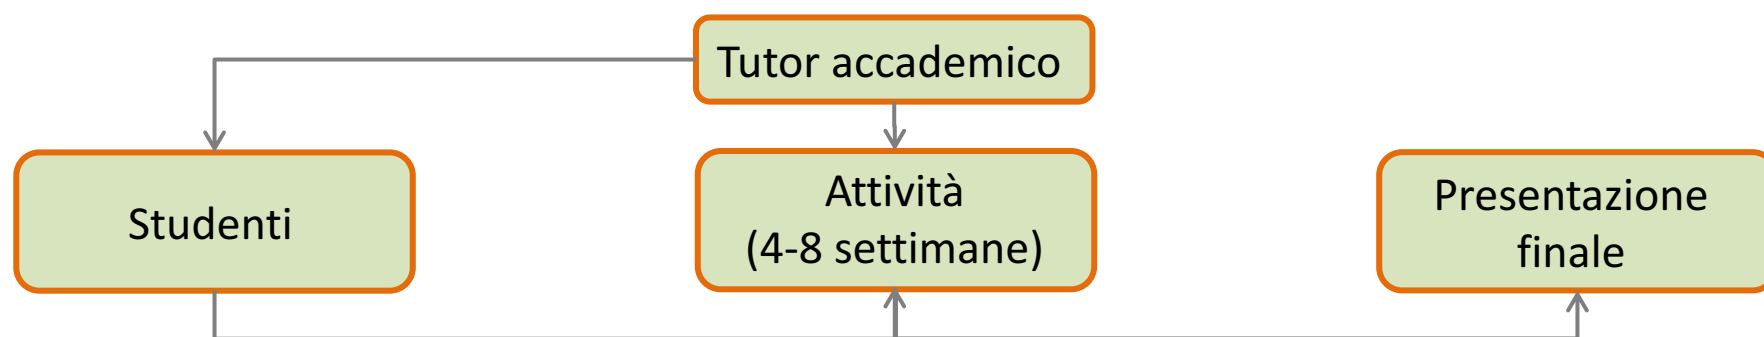 Tutor accademico
Studenti
Attività
(4-8 settimane)
Presentazione
finale